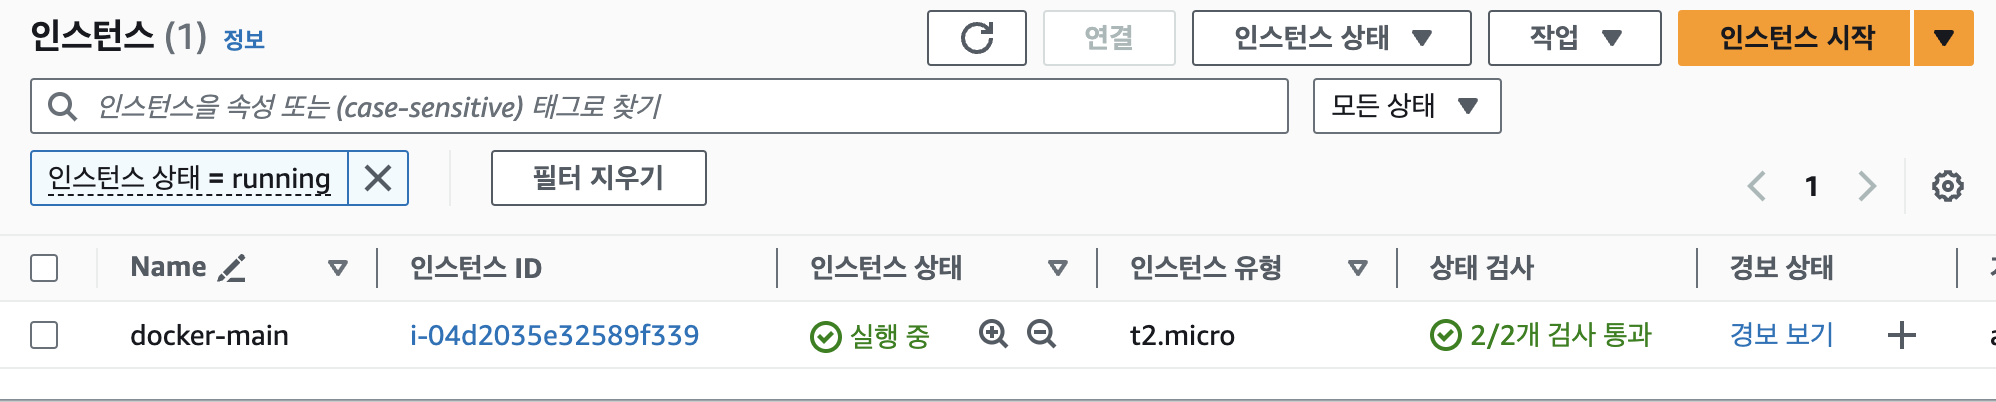 인스턴스 (1) 정보
연결
인스턴스 상태
작업
인스턴스 시작
인스턴스을 속성 또는 (case-sensitive) 태그로 찾기
모든 상태
인스턴스 상태 = running
필터 지우기
1
Name 인스턴스 ID 인스턴스 상태 인스턴스 유형 상태 검사 경보 상태
docker-main i-04d2035e32589f339 실행 중 t2.micro 2/2개 검사 통과 경보 보기